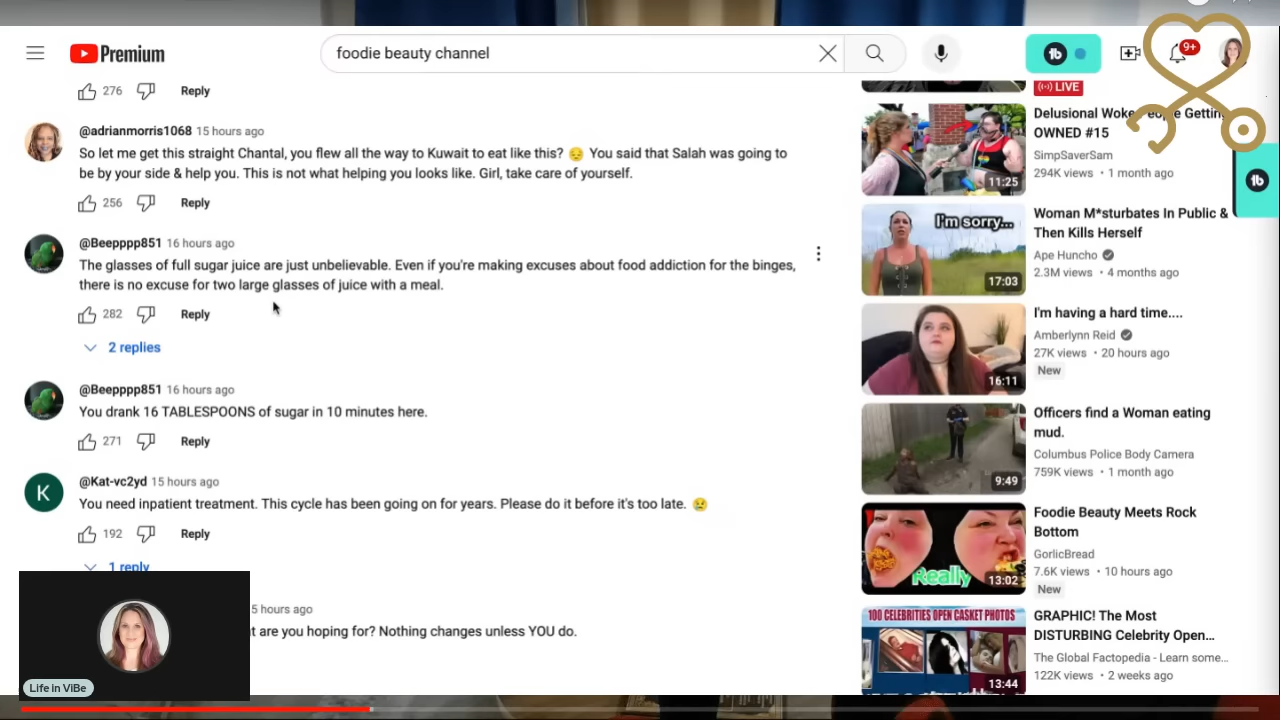 Premium
foodie beauty channel
9+
276
Reply
@adrianmorris1068 15 hours ago
So let me get this straight Chantal, you flew all the way to Kuwait to eat like this? 😔 You said that Salah was going to
be by your side & help you. This is not what helping you looks like. Girl, take care of yourself.
256
Reply
@Beepppp851 16 hours ago
The glasses of full sugar juice are just unbelievable. Even if you're making excuses about food addiction for the binges,
there is no excuse for two large glasses of juice with a meal.
282
Reply
2 replies
@Beepppp851 16 hours ago
You drank 16 TABLESPOONS of sugar in 10 minutes here.
271
Reply
K
@Kat-vc2yd 15 hours ago
You need inpatient treatment. This cycle has been going on for years. Please do it before it's too late. 😢
192
Reply
1 reply
5 hours ago
t are you hoping for? Nothing changes unless YOU do.
Life in ViBe
LIVE
Delusional Woke People Getting
OWNED #15
SimpSaverSam
294K views • 1 month ago
11:25
tb
I'm sorry...
17:03
Woman M*sturbates In Public &
Then Kills Herself
Ape Huncho
2.3M views • 4 months ago
16:11
I'm having a hard time....
Amberlynn Reid
27K views • 20 hours ago
New
9:49
Officers find a Woman eating
mud.
Columbus Police Body Camera
759K views • 1 month ago
Really
13:02
Foodie Beauty Meets Rock
Bottom
GorlicBread
7.6K views • 10 hours ago
New
100 CELEBRITIES OPEN CASKET PHOTOS
13:44
GRAPHIC! The Most
DISTURBING Celebrity Open...
The Global Factopedia - Learn some...
122K views • 2 weeks ago